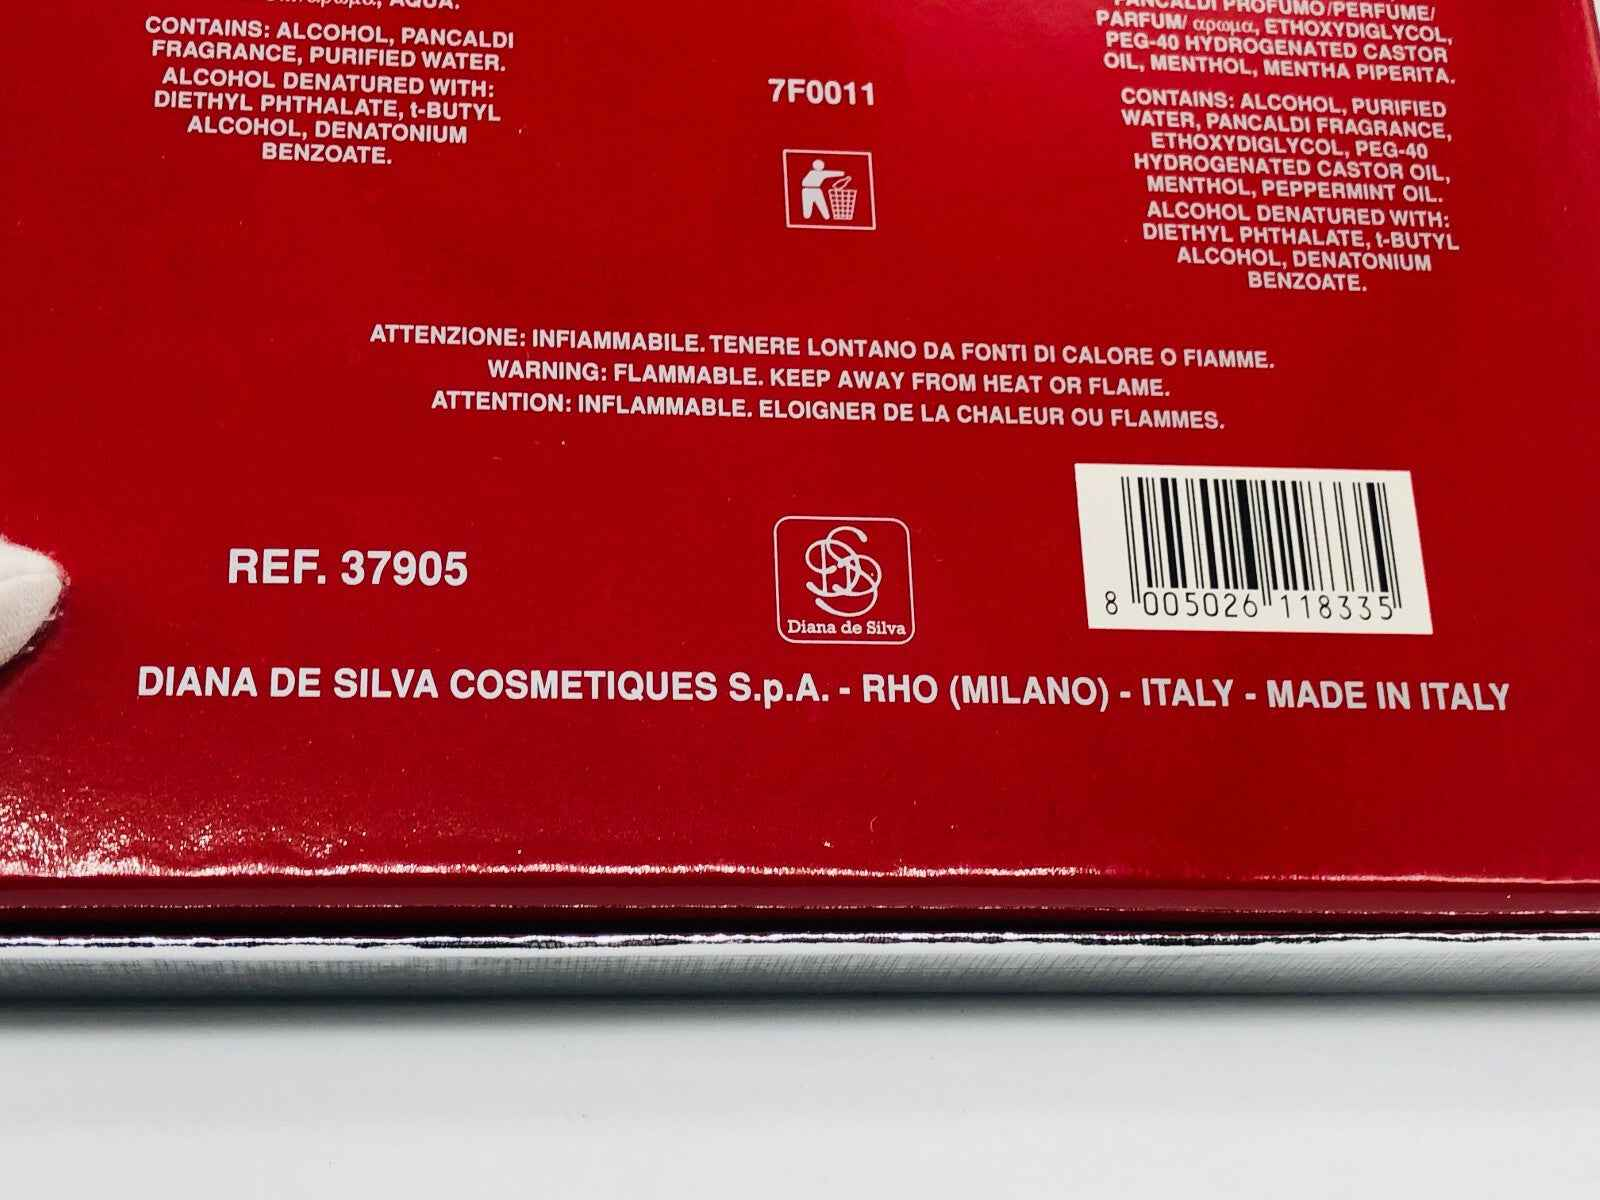 AQUA.
CONTAINS: ALCOHOL, PANCALDI
FRAGRANCE, PURIFIED WATER.
ALCOHOL DENATURED WITH:
DIETHYL PHTHALATE, t-BUTYL
ALCOHOL, DENATONIUM
BENZOATE.
7F0011
PANCALDI PROFUMO/PERFUME/
PARFUM/ αρωμα, ETHOXYDIGLYCOL,
PEG-40 HYDROGENATED CASTOR
OIL, MENTHOL, MENTHA PIPERITA.
CONTAINS: ALCOHOL, PURIFIED
WATER, PANCALDI FRAGRANCE,
ETHOXYDIGLYCOL, PEG-40
HYDROGENATED CASTOR OIL,
MENTHOL, PEPPERMINT OIL.
ALCOHOL DENATURED WITH:
DIETHYL PHTHALATE, t-BUTYL
ALCOHOL, DENATONIUM
BENZOATE.
ATTENZIONE: INFIAMMABILE. TENERE LONTANO DA FONTI DI CALORE O FIAMME.
WARNING: FLAMMABLE. KEEP AWAY FROM HEAT OR FLAME.
ATTENTION: INFLAMMABLE. ELOIGNER DE LA CHALEUR OU FLAMMES.
REF. 37905
Diana de Silva
8 005026 118335
DIANA DE SILVA COSMETIQUES S.p.A. - RHO (MILANO) - ITALY - MADE IN ITALY